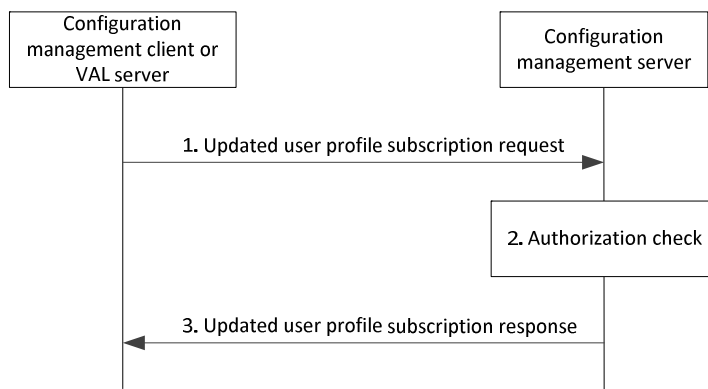 Configuration
management client or
VAL server
Configuration
management server
1. Updated user profile subscription request
2. Authorization check
3. Updated user profile subscription response